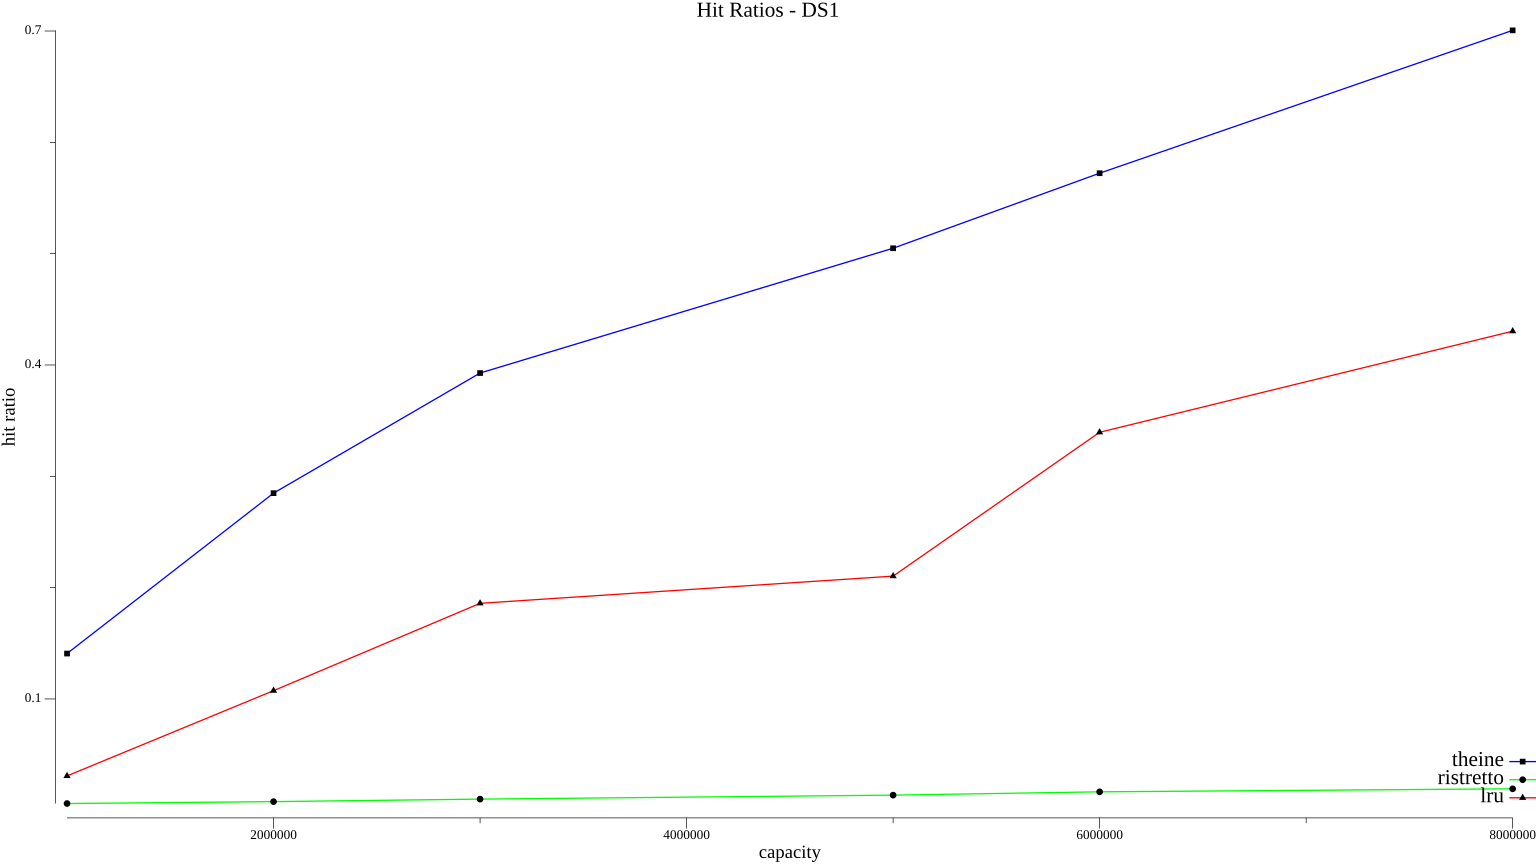 Hit Ratios - DS1
0.7
0.4
hit ratio
0.1
theine
ristretto
lru
2000000
4000000
6000000
8000000
capacity